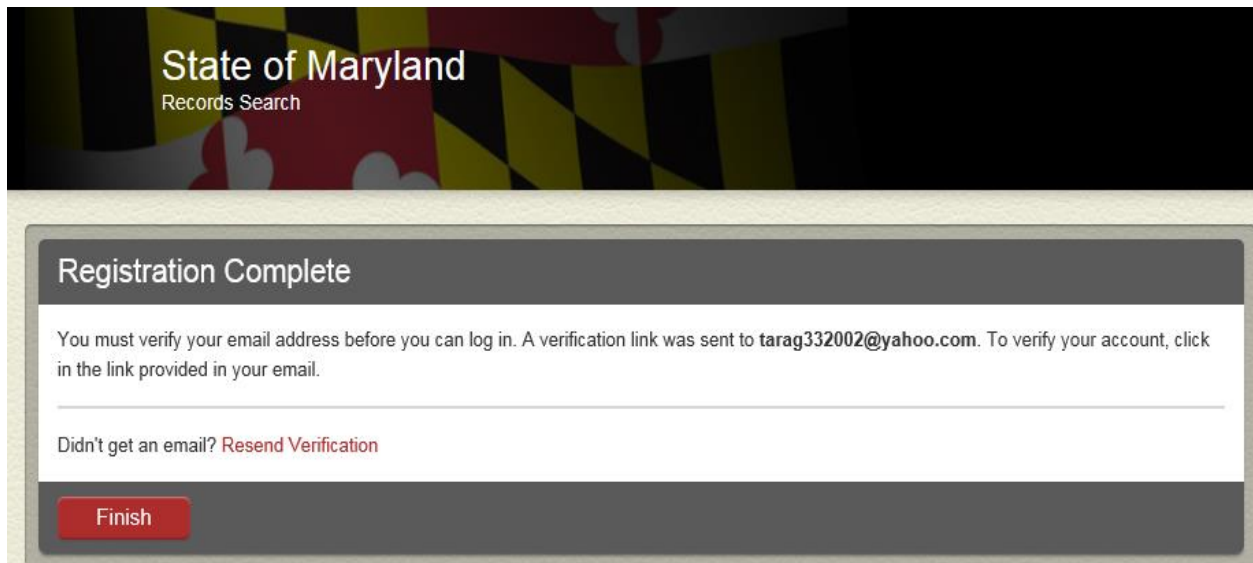 State of Maryland
Records Search
Registration Complete
You must verify your email address before you can log in. A verification link was sent to tarag332002@yahoo.com. To verify your account, click
in the link provided in your email.
Didn't get an email? Resend Verification
Finish